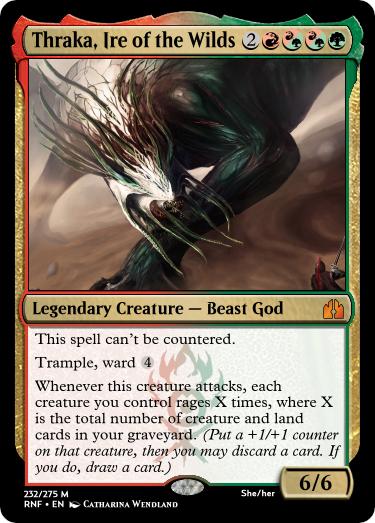 Thraka, Ire of the Wilds 2
Legendary Creature — Beast God
This spell can't be countered.
Trample, ward 4
Whenever this creature attacks, each
creature you control rages X times, where X
is the total number of creature and land
cards in your graveyard. (Put a +1/+1 counter
on that creature, then you may discard a card. If
you do, draw a card.)
6/6
232/275 M
She/her
RNF • EN Catharina Wendland